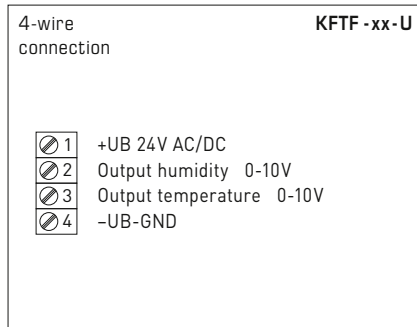 4-wire KFTF-xx-U
connection
1 +UB 24V AC/DC
2 Output humidity 0-10V
3 Output temperature 0-10V
4 –UB-GND